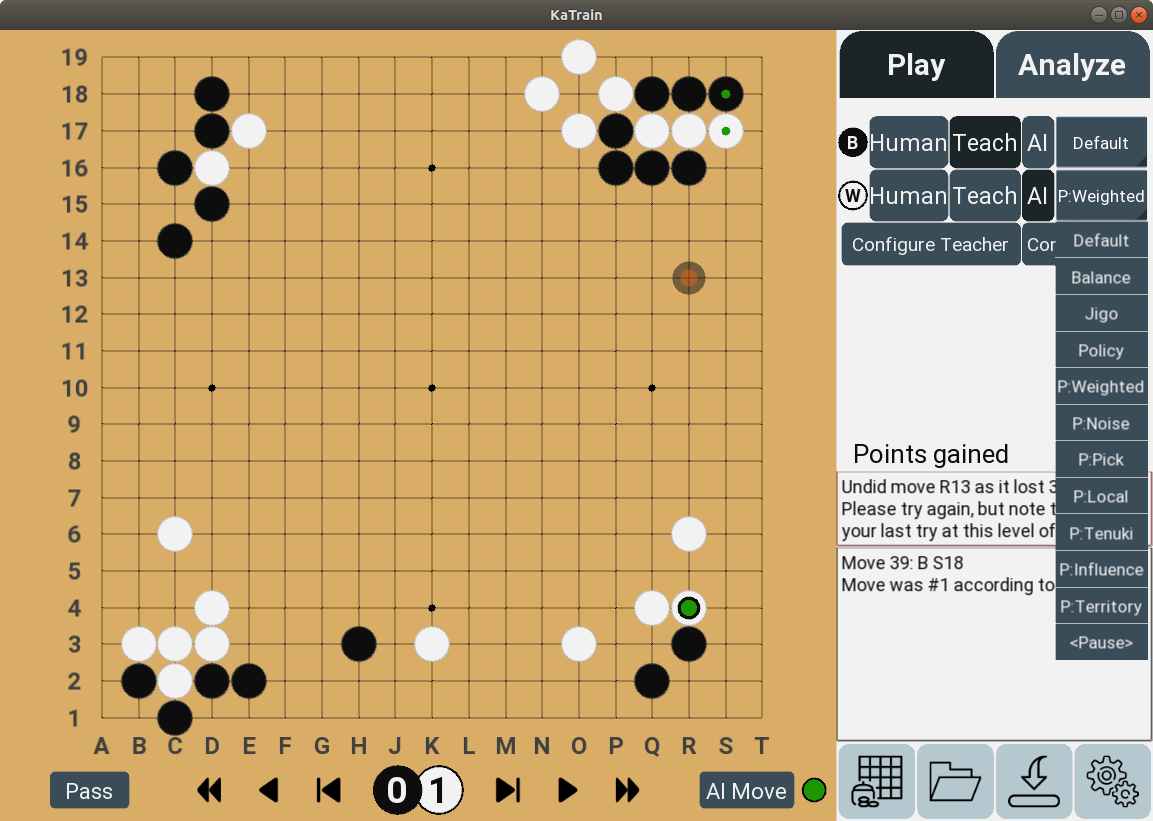 KaTrain
Play
Analyze
19
18
17
16
15
14
13
12
11
10
9
8
7
6
5
4
3
2
1
A B C D E F G H J K L M N O P Q R S T
B Human Teach AI Default
W Human Teach AI P:Weighted
Configure Teacher
Default
Balance
Jigo
Policy
P:Weighted
P:Noise
P:Pick
P:Local
P:Tenuki
P:Influence
P:Territory
<Pause>
Points gained
Undid move R13 as it lost
Please try again, but note
your last try at this level of
Move 39: B S18
Move was #1 according to
Pass
0 1
AI Move